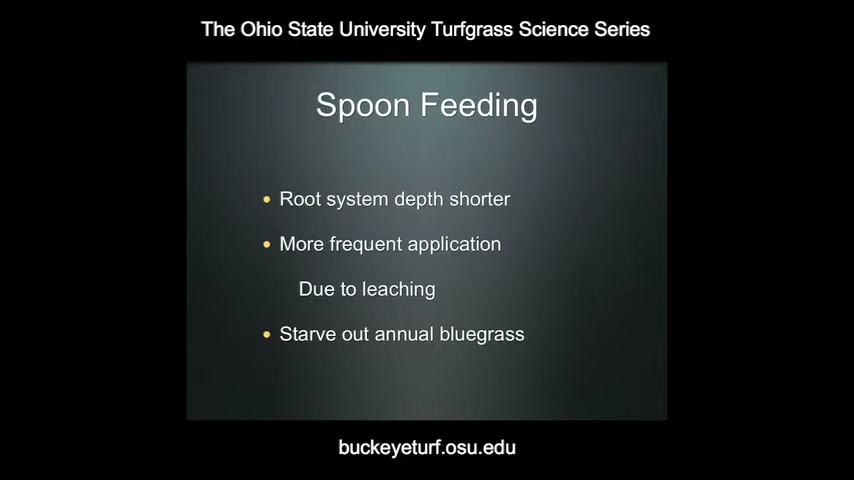 The Ohio State University Turfgrass Science Series
Spoon Feeding
• Root system depth shorter
• More frequent application
Due to leaching
• Starve out annual bluegrass
buckeyeturf.osu.edu